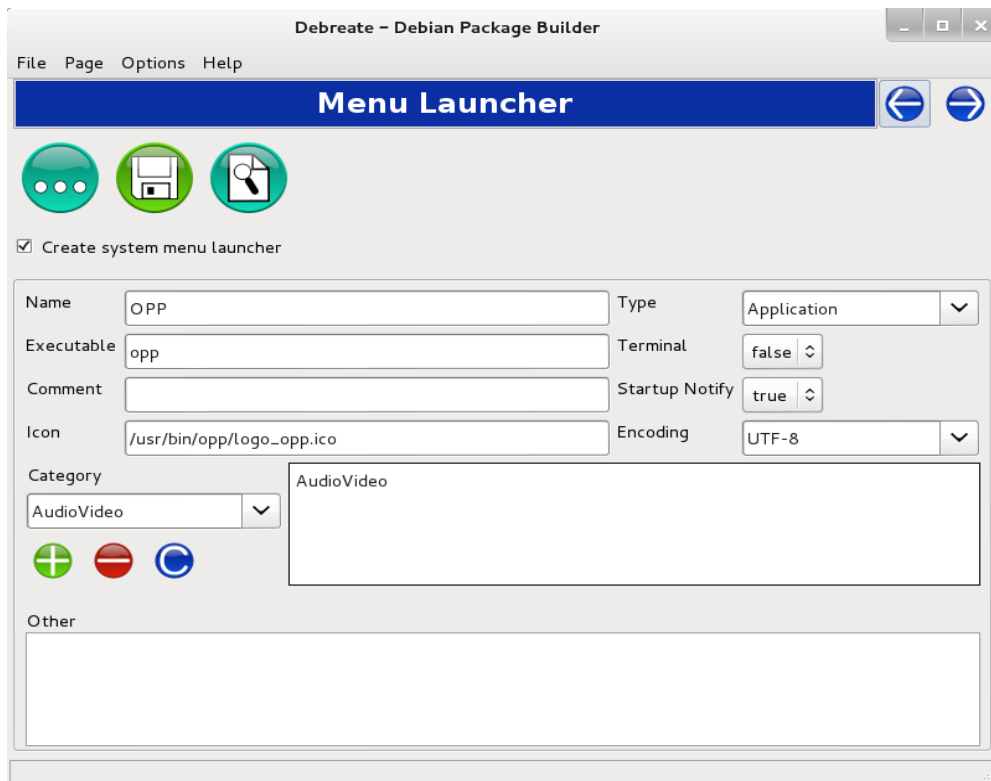 Debreate – Debian Package Builder
File Page Options Help
Menu Launcher
Create system menu launcher
Name OPP Type Application
Executable opp Terminal false
Comment Startup Notify true
Icon /usr/bin/opp/logo_opp.ico Encoding UTF-8
Category
AudioVideo
AudioVideo
Other